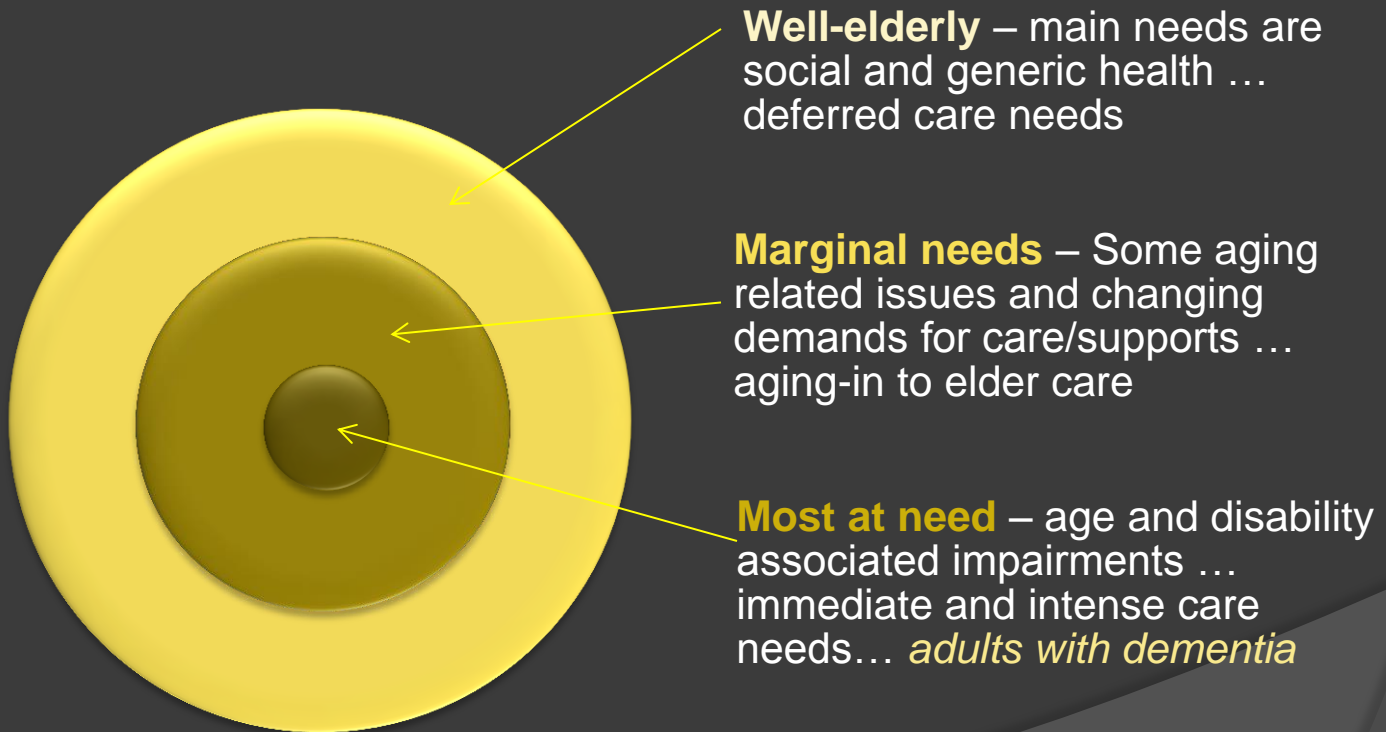 Well-elderly – main needs are
social and generic health …
deferred care needs
Marginal needs – Some aging
related issues and changing
demands for care/supports …
aging-in to elder care
Most at need – age and disability
associated impairments …
immediate and intense care
needs… adults with dementia